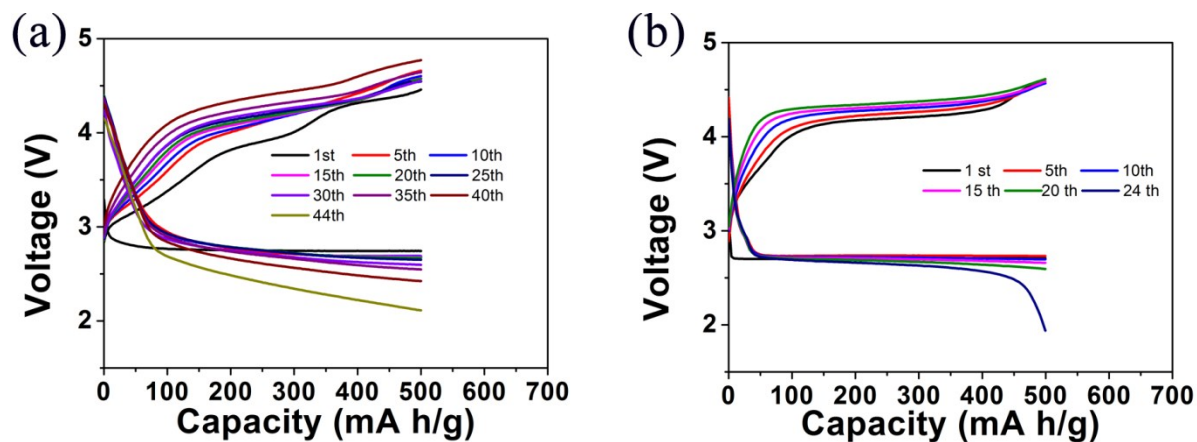 (a)
Voltage (V)
5
4
3
2
1st 5th 10th
15th 20th 25th
30th 35th 40th
44th
0 100 200 300 400 500 600 700
Capacity (mA h/g)
(b)
Voltage (V)
5
4
3
2
1 st 5th 10th
15 th 20 th 24 th
0 100 200 300 400 500 600 700
Capacity (mA h/g)